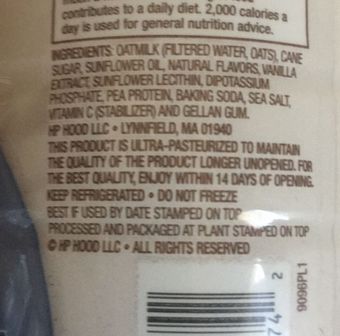 contributes to a daily diet. 2,000 calories a
day is used for general nutrition advice.
INGREDIENTS: OATMILK (FILTERED WATER, OATS), CANE
SUGAR, SUNFLOWER OIL, NATURAL FLAVORS, VANILLA
EXTRACT, SUNFLOWER LECITHIN, DIPOTASSIUM
PHOSPHATE, PEA PROTEIN, BAKING SODA, SEA SALT,
VITAMIN C (STABILIZER) AND GELLAN GUM.
HP HOOD LLC • LYNNFIELD, MA 01940
THIS PRODUCT IS ULTRA-PASTEURIZED TO MAINTAIN
THE QUALITY OF THE PRODUCT LONGER UNOPENED. FOR
THE BEST QUALITY, ENJOY WITHIN 14 DAYS OF OPENING.
KEEP REFRIGERATED • DO NOT FREEZE
BEST IF USED BY DATE STAMPED ON TOP
PROCESSED AND PACKAGED AT PLANT STAMPED ON TOP
© HP HOOD LLC • ALL RIGHTS RESERVED
74 2
9096PL1